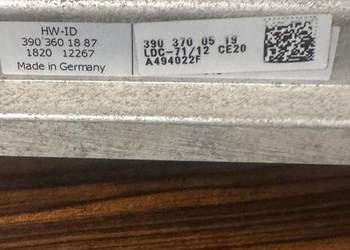 HW-ID
390 360 18 87
1820 12267
Made in Germany
390 370 05 19
LDC-71/12 CE20
A494022F